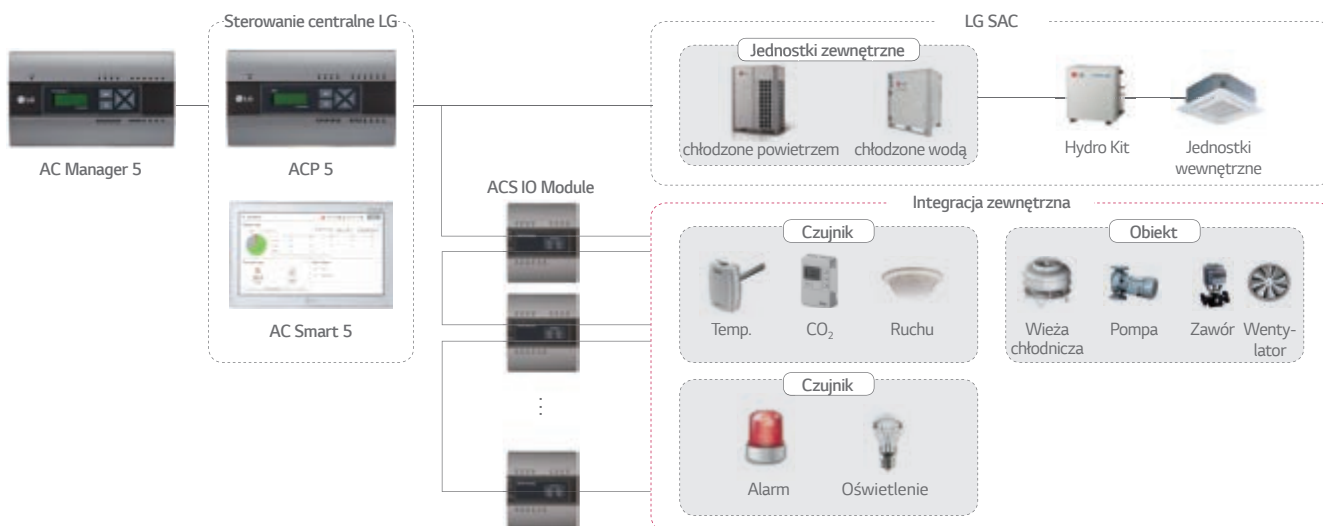 Sterowanie centralne LG
LG SAC
Jednostki zewnętrzne
chłodzone powietrzem
chłodzone wodą
Hydro Kit
Jednostki
wewnętrzne
AC Manager 5
ACP 5
AC Smart 5
ACS IO Module
Integracja zewnętrzna
Czujnik
Temp.
CO₂
Ruchu
Obiekt
Wieża
chłodnicza
Pompa
Zawór
Wenty-
lator
Czujnik
Alarm
Oświetlenie